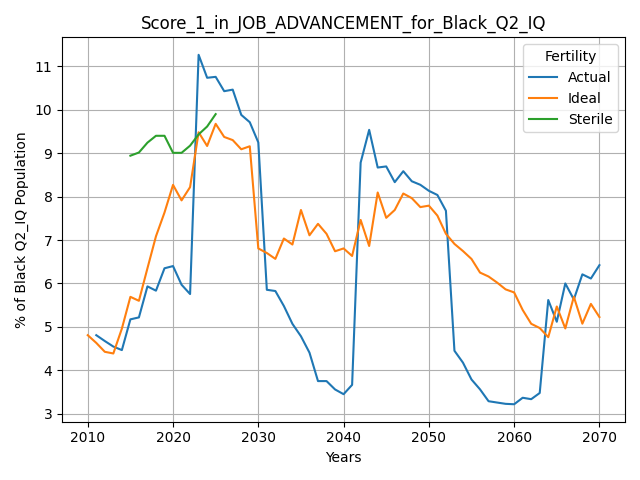 Score_1_in_JOB_ADVANCEMENT_for_Black_Q2_IQ
Fertility
Actual
Ideal
Sterile
% of Black Q2_IQ Population
11
10
9
8
7
6
5
4
3
2010 2020 2030 2040 2050 2060 2070
Years